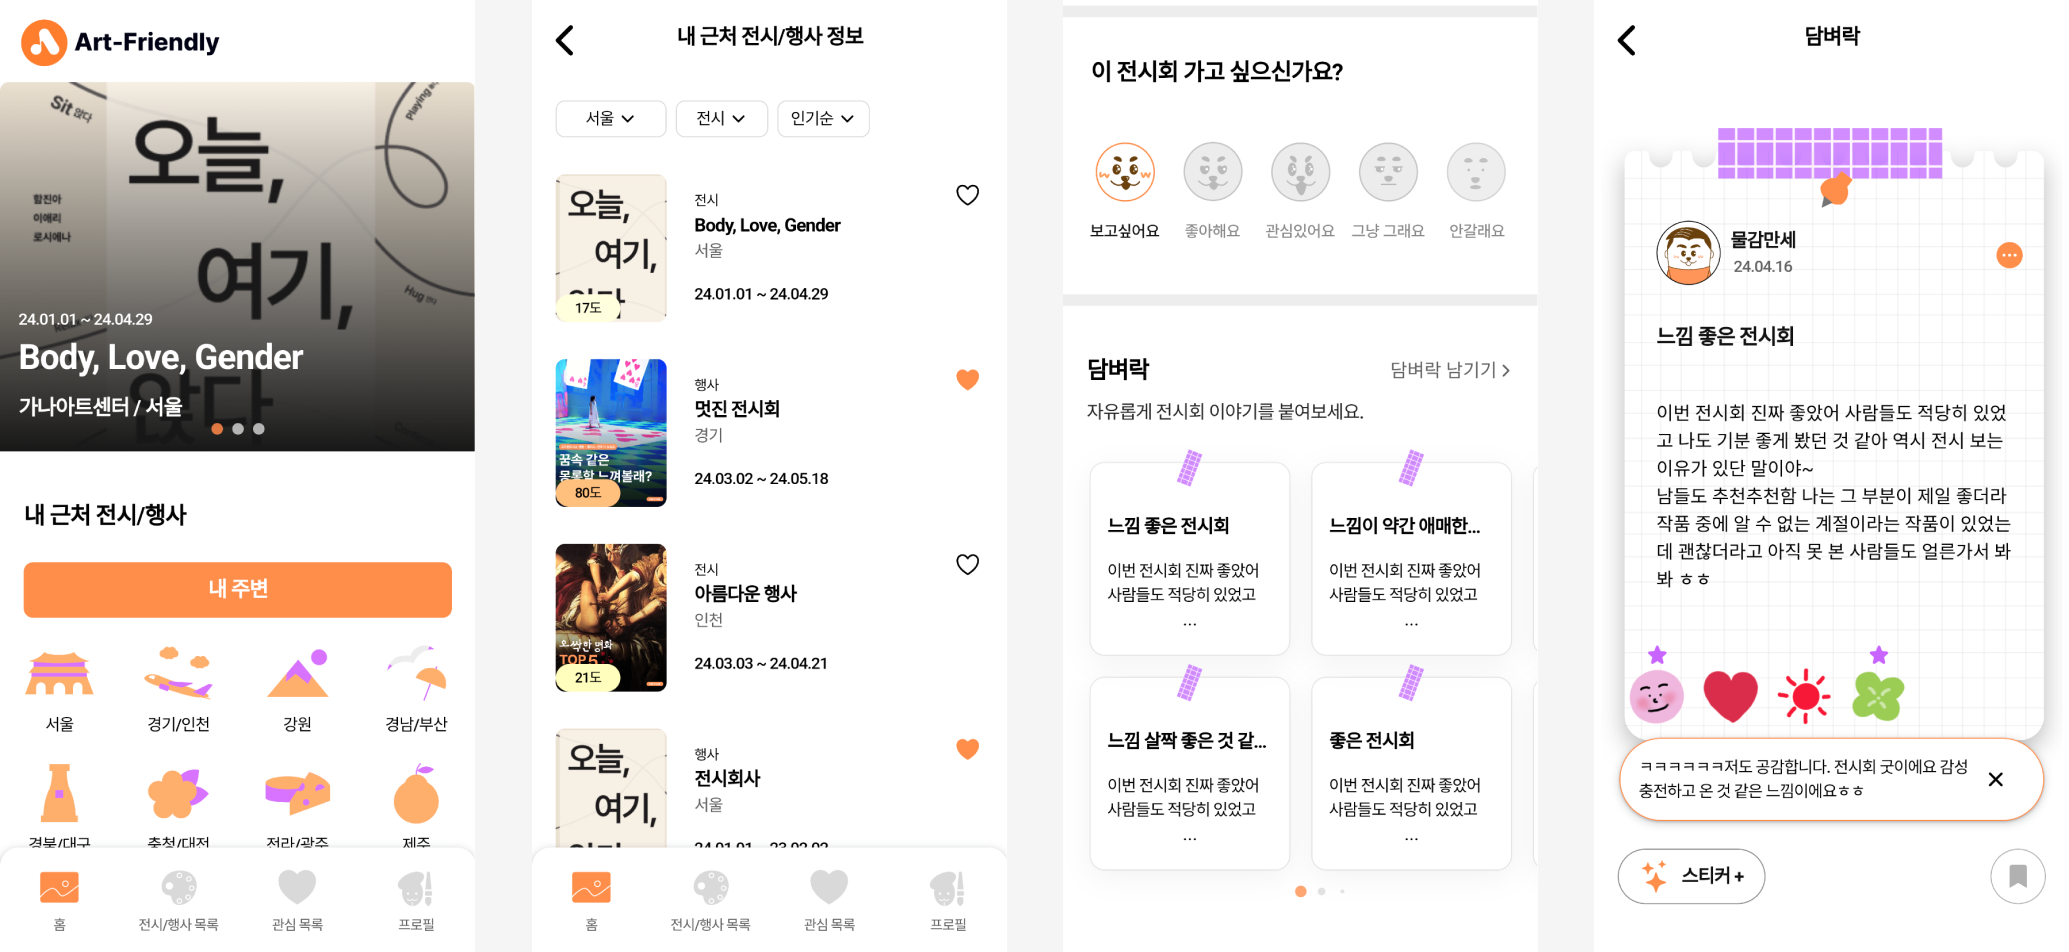 Art-Friendly
Sit 앉다
Playing
오늘,
함진아
이애리
로시에나
여기,
Hug 안다
24.01.01 ~ 24.04.29
Body, Love, Gender
앉다
가나아트센터 / 서울
내 근처 전시/행사
내 주변
서울
경기/인천
강원
경남/부산
경북/대구
충청/대전
전라/광주
제주
홈
전시/행사 목록
관심 목록
프로필
내 근처 전시/행사 정보
서울
전시
인기순
오늘,
여기,
17도
전시
Body, Love, Gender
서울
24.01.01 ~ 24.04.29
꿈속 같은
몽롱함 느껴볼래?
80도
행사
멋진 전시회
경기
24.03.02 ~ 24.05.18
오싹한 명화
TOP 5
21도
전시
아름다운 행사
인천
24.03.03 ~ 24.04.21
오늘,
여기,
행사
전시회사
서울
24.01.01 ~ 23.02.02
홈
전시/행사 목록
관심 목록
프로필
이 전시회 가고 싶으신가요?
보고싶어요
좋아해요
관심있어요
그냥 그래요
안갈래요
담벼락
담벼락 남기기
자유롭게 전시회 이야기를 붙여보세요.
느낌 좋은 전시회
이번 전시회 진짜 좋았어
사람들도 적당히 있었고
...
느낌이 약간 애매한...
이번 전시회 진짜 좋았어
사람들도 적당히 있었고
...
느낌 살짝 좋은 것 같...
이번 전시회 진짜 좋았어
사람들도 적당히 있었고
...
좋은 전시회
이번 전시회 진짜 좋았어
사람들도 적당히 있었고
...
담벼락
물감만세
24.04.16
느낌 좋은 전시회
이번 전시회 진짜 좋았어 사람들도 적당히 있었
고 나도 기분 좋게 봤던 것 같아 역시 전시 보는
이유가 있단 말이야~
남들도 추천추천함 나는 그 부분이 제일 좋더라
작품 중에 알 수 없는 계절이라는 작품이 있었는
데 괜찮더라고 아직 못 본 사람들도 얼른가서 봐
봐 ㅎㅎ
ㅋㅋㅋㅋㅋㅋ저도 공감합니다. 전시회 굿이에요 감성
충전하고 온 것 같은 느낌이에요ㅎㅎ
스티커 +